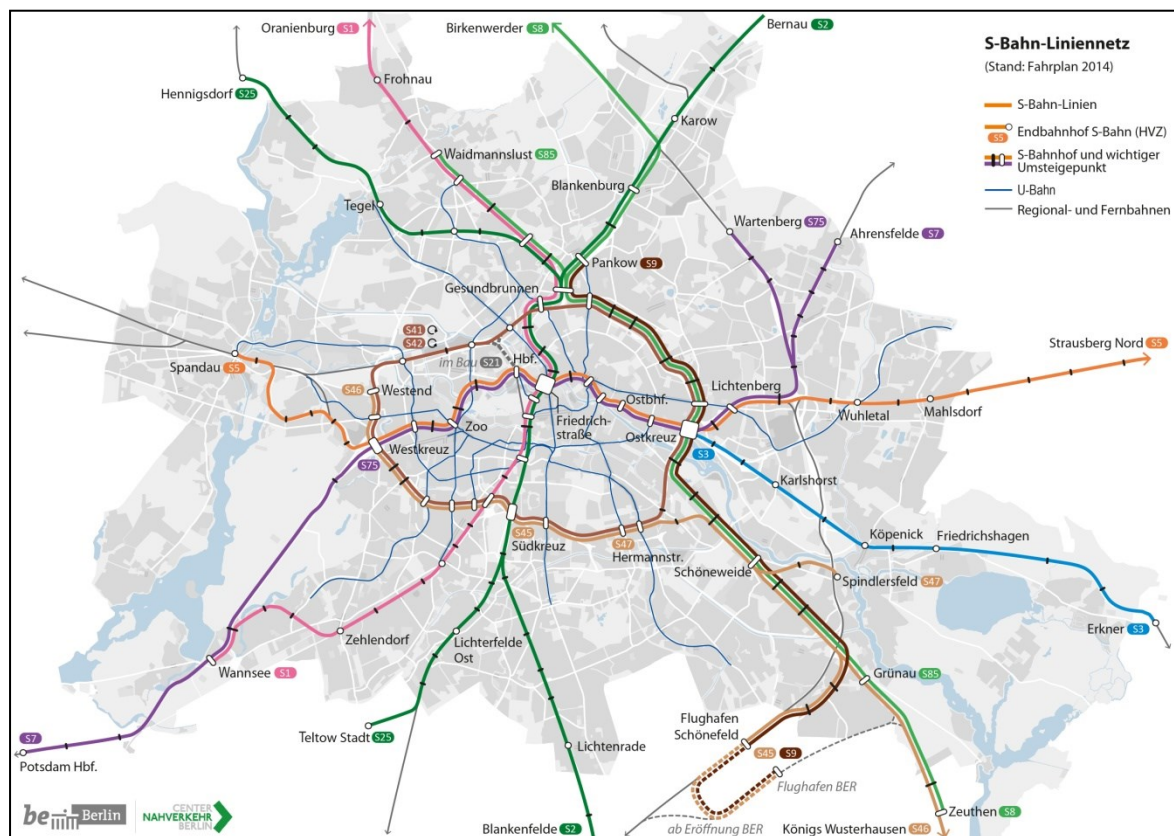 Oranienburg S1
Birkenwerder S8
Bernau S2
S-Bahn-Liniennetz
(Stand: Fahrplan 2014)
S-Bahn-Linien
Endbahnhof S-Bahn (HVZ)
S5
S-Bahnhof und wichtiger
Umsteigepunkt
U-Bahn
Regional- und Fernbahnen
Hennigsdorf S25
Frohnau
Karow
Waidmannslust S85
Blankenburg
Tegel
Wartenberg S75
Ahrensfelde S7
Pankow S9
Gesundbrunnen
S41
S42
im Bau S21
Hbf.
Strausberg Nord S5
Spandau S5
S46 Westend
Lichtenberg
Wuhletal
Mahlsdorf
Zoo
Friedrich-
straße
Ostbhf.
Ostkreuz
Westkreuz
S75
S3
Karlshorst
S45
Südkreuz
S47
Hermannstr.
Köpenick
Friedrichshagen
Schöneweide
Spindlersfeld S47
Erkner S3
Zehlendorf
Lichterfelde
Ost
Wannsee S1
Grünau S85
Teltow Stadt S25
Lichtenrade
Flughafen
Schönefeld
S45 S9
Flughafen BER
S7
Potsdam Hbf.
Zeuthen S8
ab Eröffnung BER
Königs Wusterhausen S46
Blankenfelde S2
be Berlin
CENTER
NAHVERKEHR
BERLIN